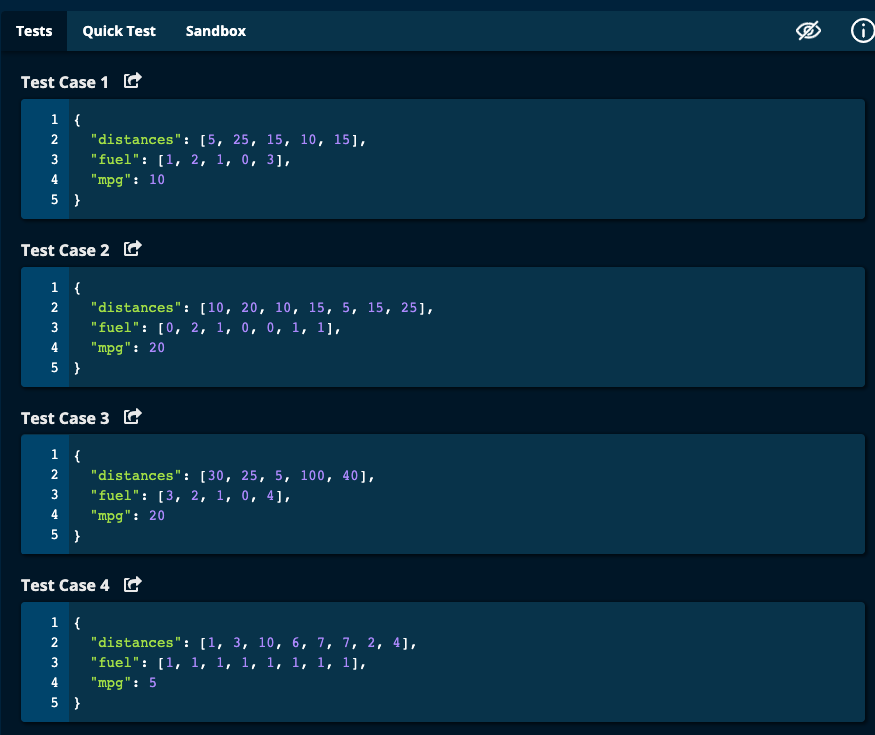 Tests Quick Test Sandbox
Test Case 1
1 {
2 "distances": [5, 25, 15, 10, 15],
3 "fuel": [1, 2, 1, 0, 3],
4 "mpg": 10
5 }
Test Case 2
1 {
2 "distances": [10, 20, 10, 15, 5, 15, 25],
3 "fuel": [0, 2, 1, 0, 0, 1, 1],
4 "mpg": 20
5 }
Test Case 3
1 {
2 "distances": [30, 25, 5, 100, 40],
3 "fuel": [3, 2, 1, 0, 4],
4 "mpg": 20
5 }
Test Case 4
1 {
2 "distances": [1, 3, 10, 6, 7, 7, 2, 4],
3 "fuel": [1, 1, 1, 1, 1, 1, 1, 1],
4 "mpg": 5
5 }